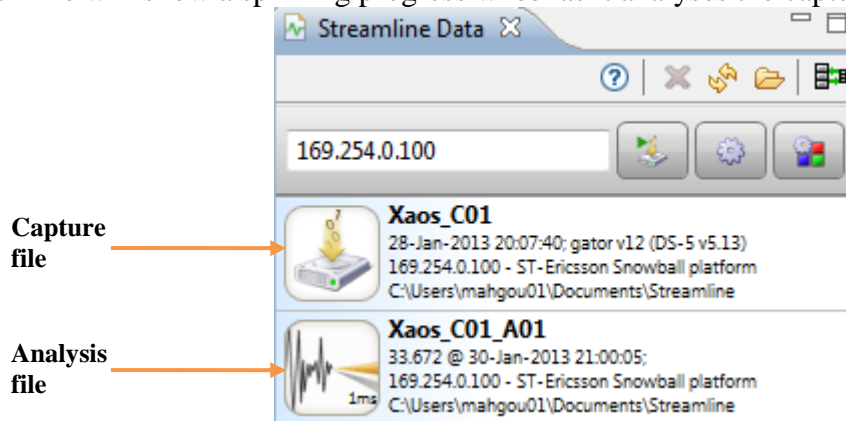 Streamline Data
169.254.0.100
Capture
file
Xaos_C01
28-Jan-2013 20:07:40; gator v12 (DS-5 v5.13)
169.254.0.100 - ST-Ericsson Snowball platform
C:\Users\mahgou01\Documents\Streamline
Analysis
file
1ms
Xaos_C01_A01
33.672 @ 30-Jan-2013 21:00:05;
169.254.0.100 - ST-Ericsson Snowball platform
C:\Users\mahgou01\Documents\Streamline